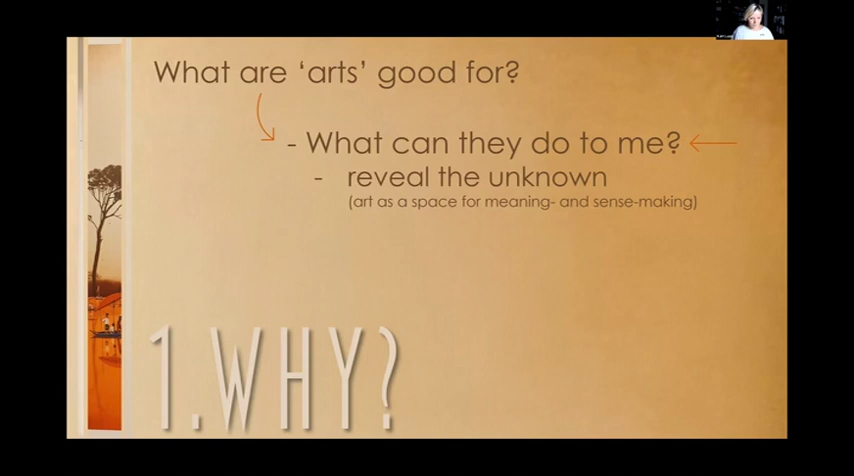 What are ‘arts’ good for?
- What can they do to me?
- reveal the unknown
(art as a space for meaning- and sense-making)
1.WHY?